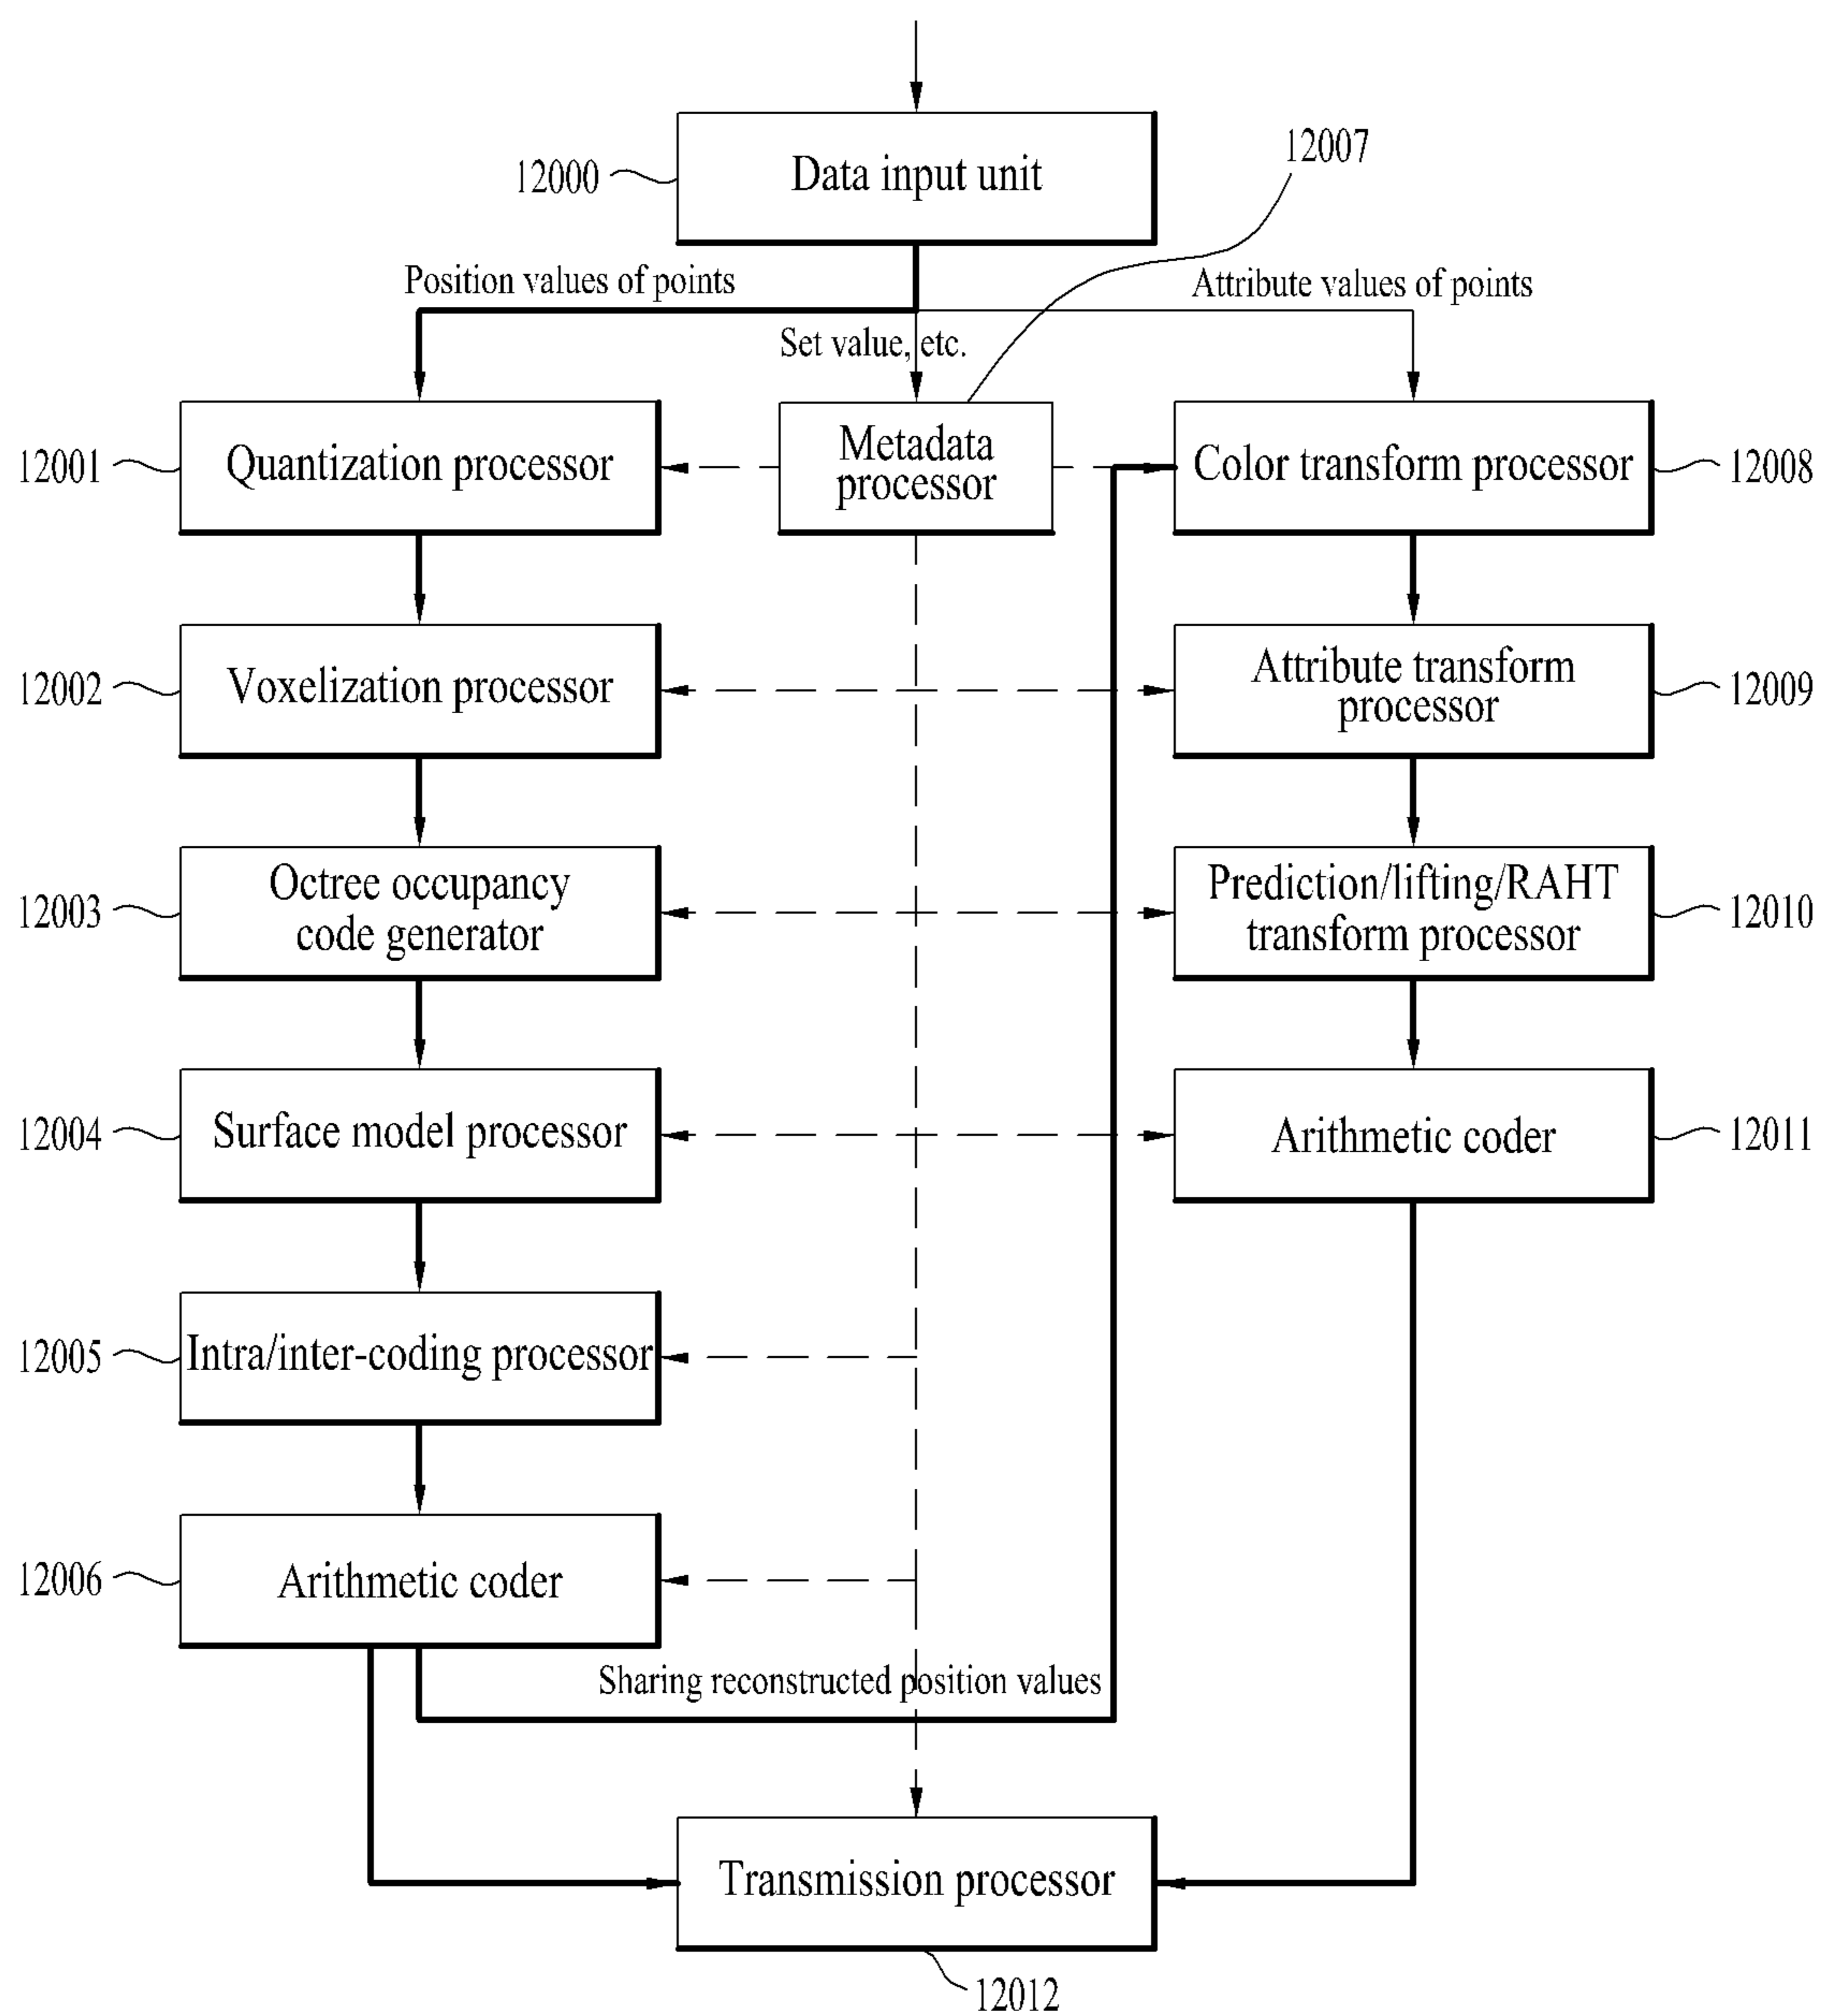 12000
Data input unit
12007
Position values of points
Attribute values of points
Set value, etc.
12001
Quantization processor
Metadata
processor
Color transform processor
12008
12002
Voxelization processor
Attribute transform
processor
12009
12003
Octree occupancy
code generator
Prediction/lifting/RAHT
transform processor
12010
12004
Surface model processor
Arithmetic coder
12011
12005
Intra/inter-coding processor
12006
Arithmetic coder
Sharing reconstructed position values
Transmission processor
12012